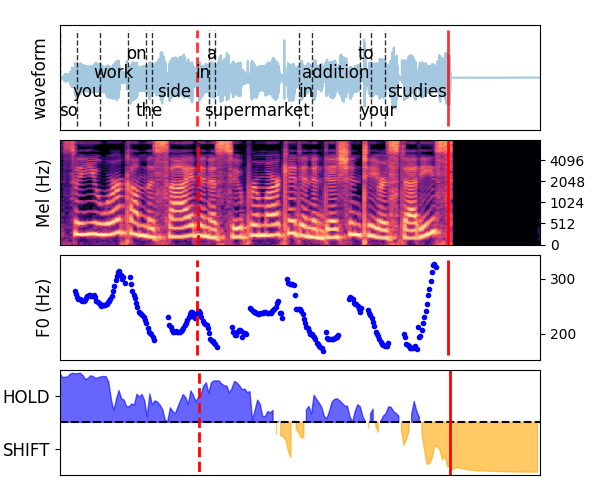 waveform
on a to
work in addition
you side in studies
so the supermarket your
Mel (Hz)
4096
2048
1024
512
0
F0 (Hz)
300
200
HOLD
SHIFT